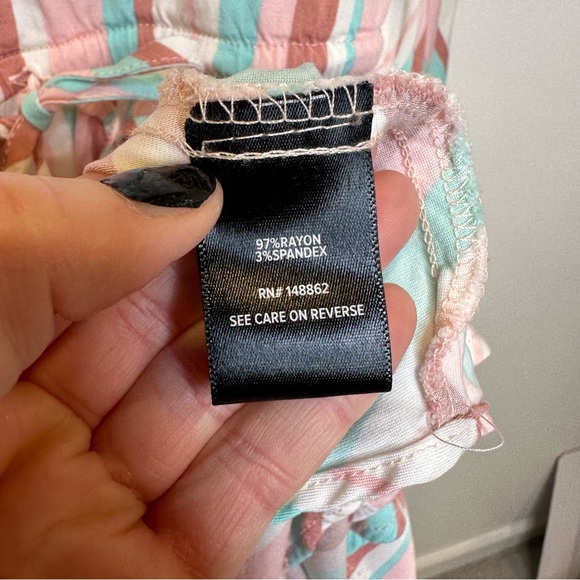 97%RAYON
3%SPANDEX
RN# 148862
SEE CARE ON REVERSE